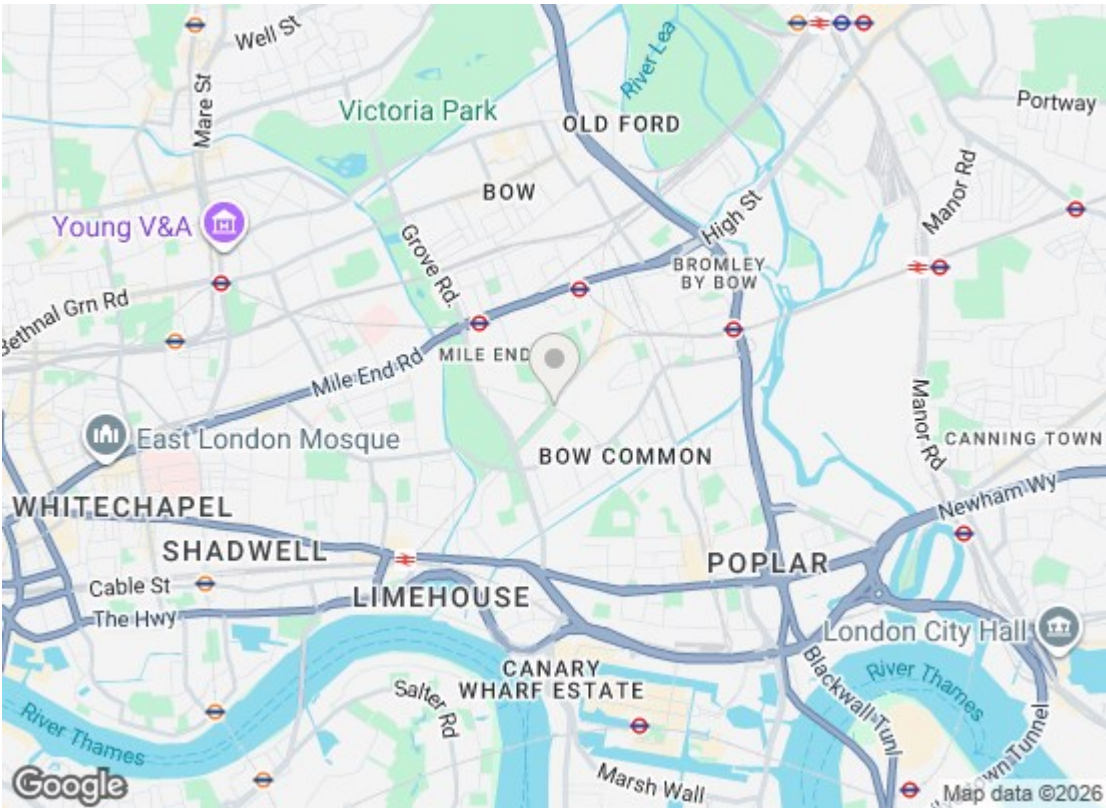 Well St
River Lea
Portway
Victoria Park
Mare St
OLD FORD
Manor Rd
BOW
Young V&A
High St
Grove Rd.
BROMLEY
BY BOW
Bethnal Grn Rd
MILE END
Mile End Rd
Manor Rd
East London Mosque
CANNING TOWN
BOW COMMON
Newham Wy
WHITECHAPEL
SHADWELL
POPLAR
Cable St
LIMEHOUSE
The Hwy
London City Hall
CANARY
WHARF ESTATE
Blackwall Tunl
River Thames
Salter Rd
River Thames
Marsh Wall
own Tunnel
Google
Map data ©2026